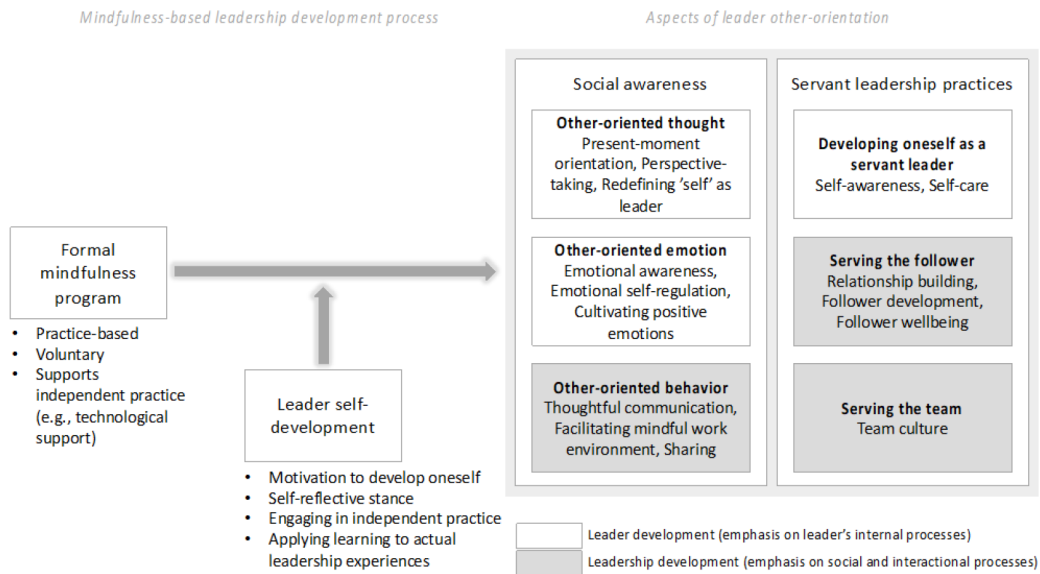 Mindfulness-based leadership development process
Aspects of leader other-orientation
Formal
mindfulness
program
• Practice-based
• Voluntary
• Supports
independent practice
(e.g., technological
support)
Leader self-
development
• Motivation to develop oneself
• Self-reflective stance
• Engaging in independent practice
• Applying learning to actual
leadership experiences
Social awareness
Other-oriented thought
Present-moment
orientation, Perspective-
taking, Redefining ’self’ as
leader
Other-oriented emotion
Emotional awareness,
Emotional self-regulation,
Cultivating positive
emotions
Other-oriented behavior
Thoughtful communication,
Facilitating mindful work
environment, Sharing
Servant leadership practices
Developing oneself as a
servant leader
Self-awareness, Self-care
Serving the follower
Relationship building,
Follower development,
Follower wellbeing
Serving the team
Team culture
Leader development (emphasis on leader’s internal processes)
Leadership development (emphasis on social and interactional processes)